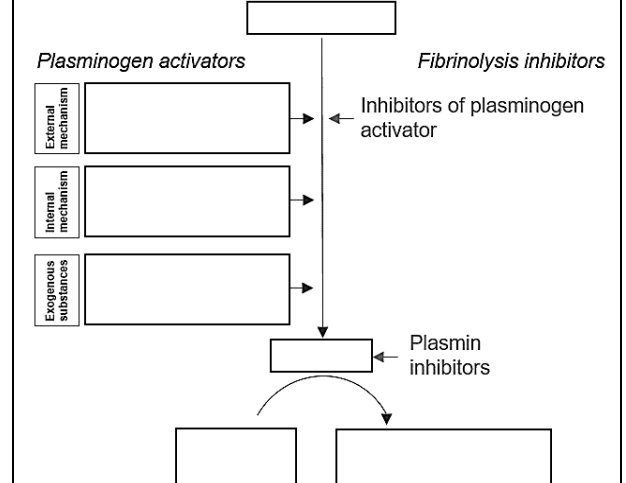 Plasminogen activators
Fibrinolysis inhibitors
External
mechanism
Inhibitors of plasminogen
activator
Internal
mechanism
Exogenous
substances
Plasmin
inhibitors